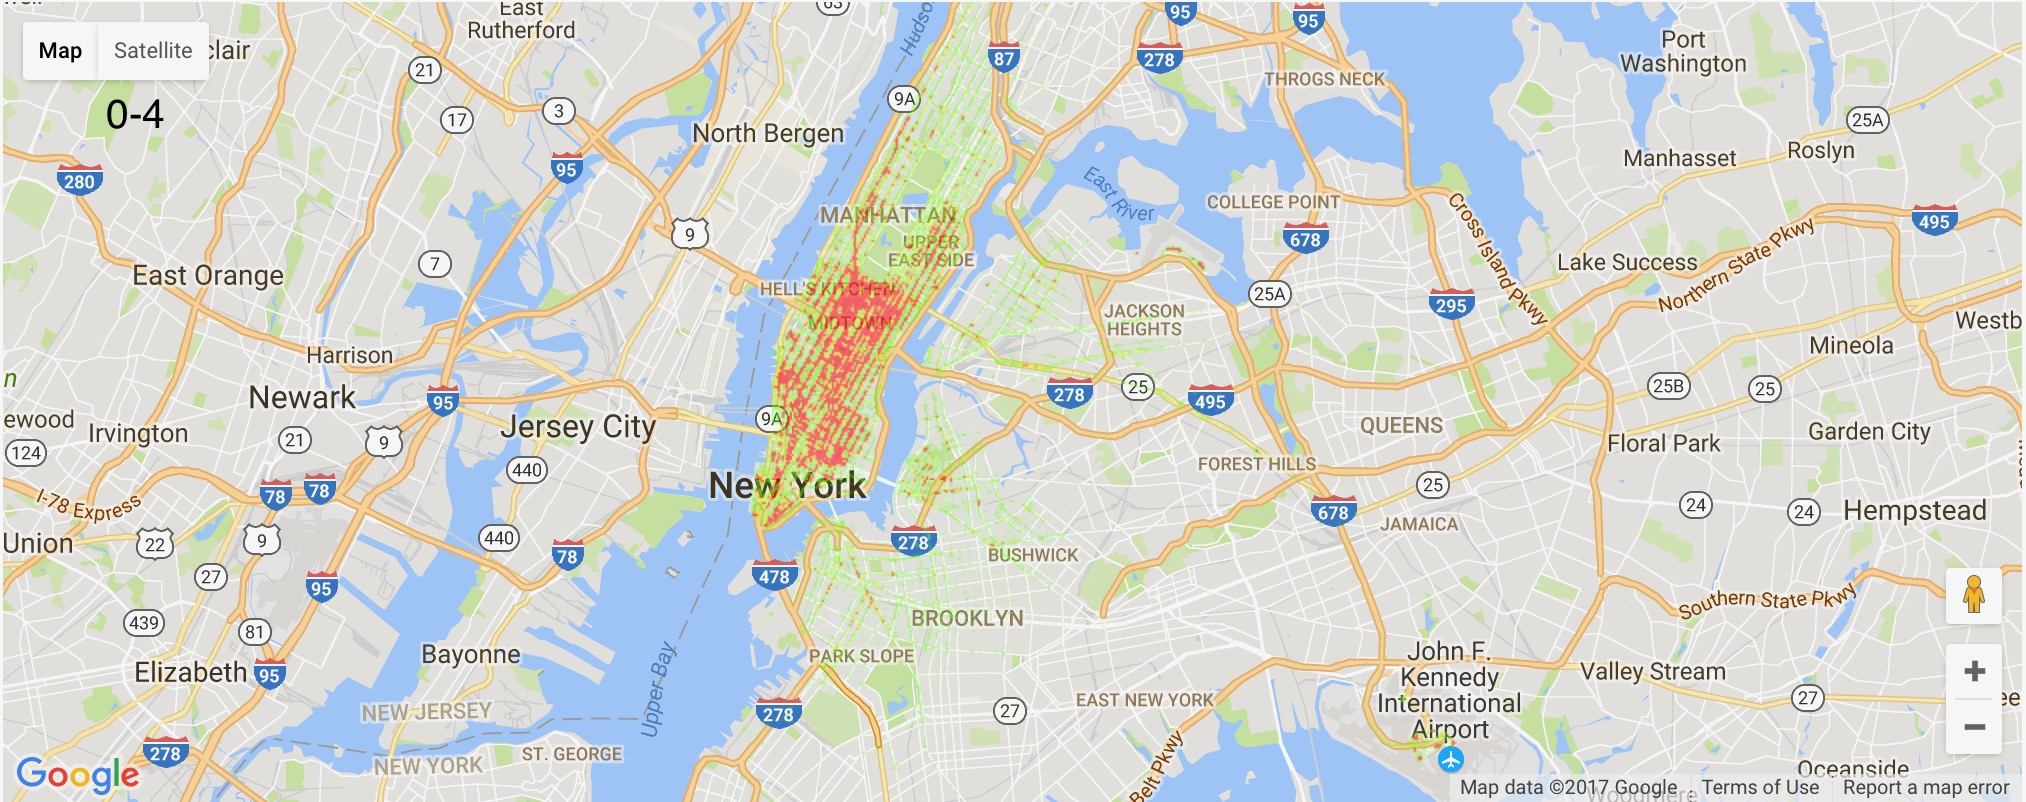 East
Rutherford
63
95
95
Map
Satellite
clair
0-4
21
17
3
95
280
Hudso
87
278
9A
North Bergen
THROGS NECK
Port
Washington
25A
Manhasset
Roslyn
East River
COLLEGE POINT
678
Cross Island Pkwy
495
Northern State Pkwy
9
MANHATTAN
UPPER
EAST SIDE
7
East Orange
HELL'S KITCHEN
MIDTOWN
25A
295
Lake Success
JACKSON
HEIGHTS
Westb
Mineola
Harrison
n
Newark
95
278
25
495
25B
25
ewood
Irvington
124
21
9
Jersey City
9A
QUEENS
Floral Park
Garden City
440
FOREST HILLS
I-78 Express
78
78
New York
25
678
JAMAICA
24
24
Hempstead
Union
22
9
440
78
278
BUSHWICK
27
95
478
439
81
BROOKLYN
Southern State Pkwy
Elizabeth
95
Bayonne
Upper Bay
PARK SLOPE
John F.
Kennedy
International
Airport
Valley Stream
NEW JERSEY
278
27
EAST NEW YORK
27
ee
278
NEW YORK
ST. GEORGE
Belt Pkwy
Oceanside
Woodmere
Google
Map data ©2017 Google
Terms of Use
Report a map error